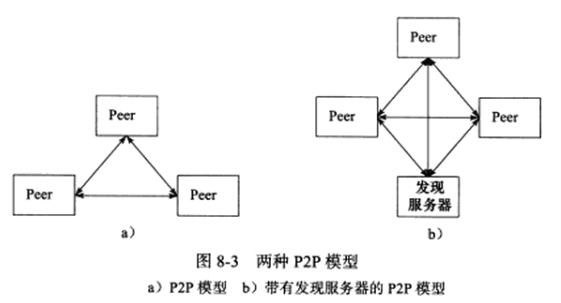 Peer
Peer
Peer
a）
Peer
Peer
Peer
发现
服务器
b）
图 8-3 两种 P2P 模型
a）P2P 模型 b）带有发现服务器的 P2P 模型